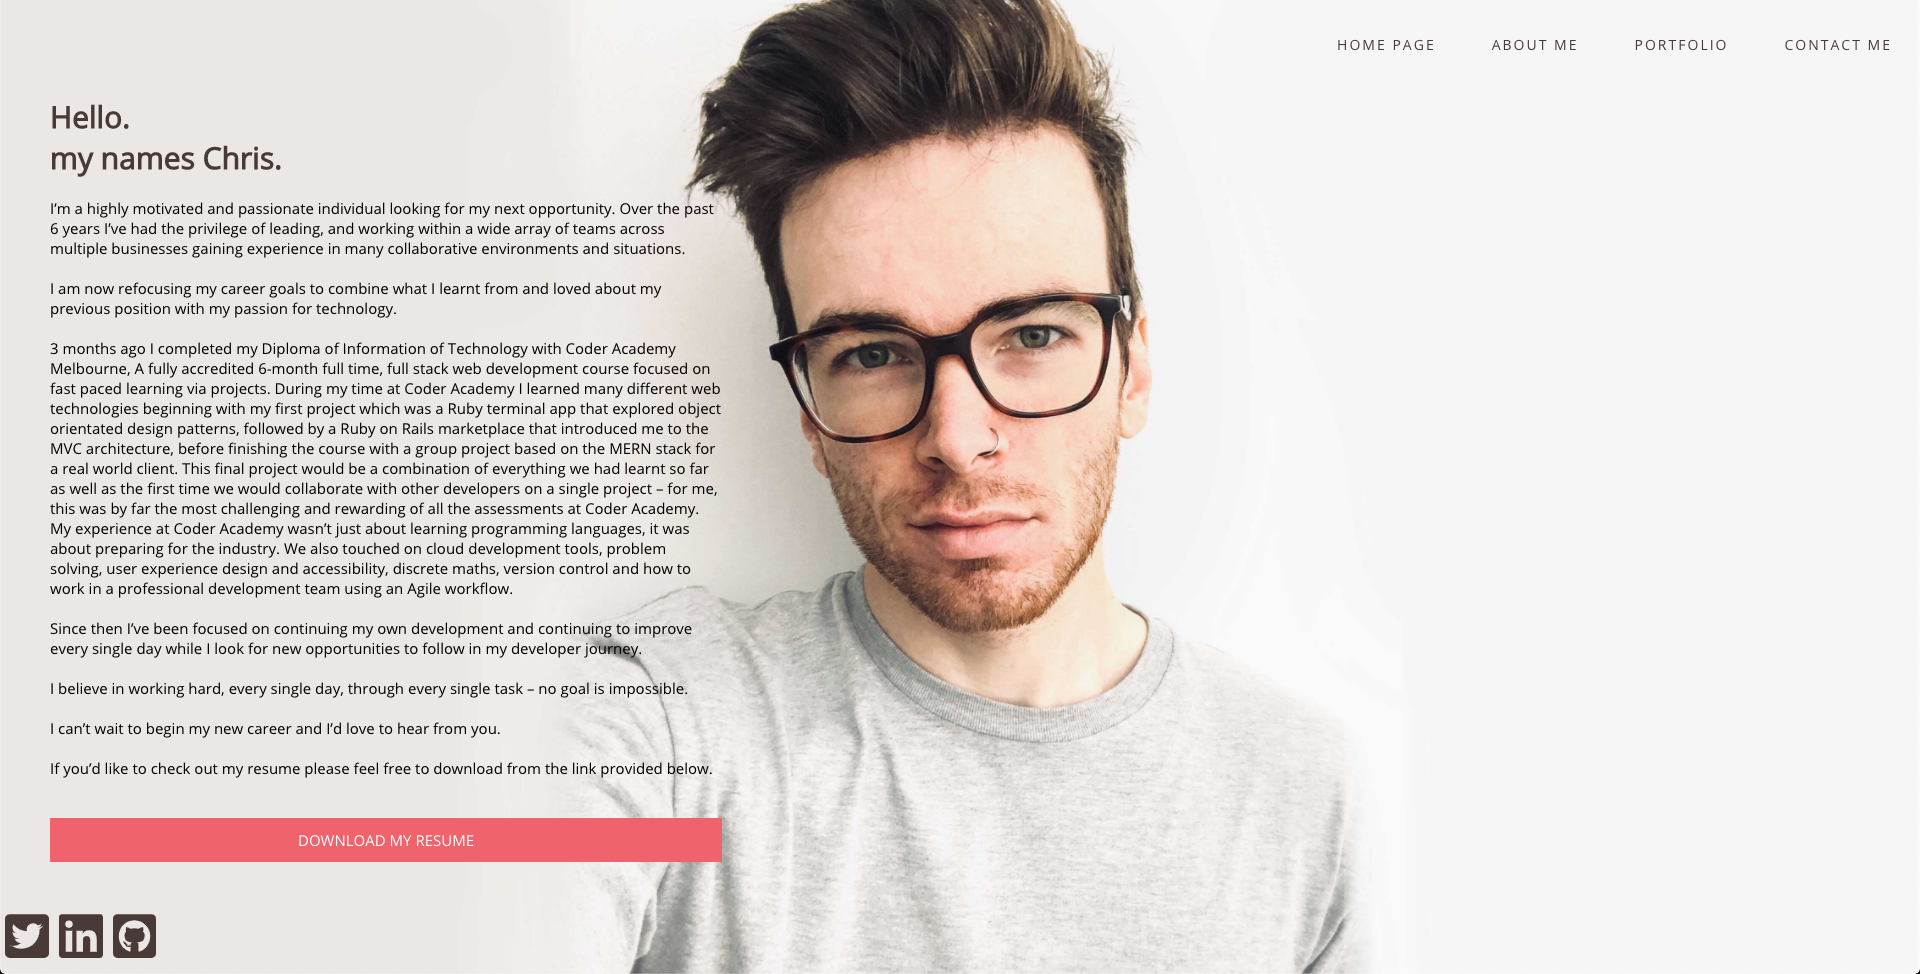 HOME PAGE ABOUT ME PORTFOLIO CONTACT ME
Hello.
my names Chris.
I’m a highly motivated and passionate individual looking for my next opportunity. Over the past
6 years I’ve had the privilege of leading, and working within a wide array of teams across
multiple businesses gaining experience in many collaborative environments and situations.
I am now refocusing my career goals to combine what I learnt from and loved about my
previous position with my passion for technology.
3 months ago I completed my Diploma of Information of Technology with Coder Academy
Melbourne, A fully accredited 6-month full time, full stack web development course focused on
fast paced learning via projects. During my time at Coder Academy I learned many different web
technologies beginning with my first project which was a Ruby terminal app that explored object
orientated design patterns, followed by a Ruby on Rails marketplace that introduced me to the
MVC architecture, before finishing the course with a group project based on the MERN stack for
a real world client. This final project would be a combination of everything we had learnt so far
as well as the first time we would collaborate with other developers on a single project – for me,
this was by far the most challenging and rewarding of all the assessments at Coder Academy.
My experience at Coder Academy wasn’t just about learning programming languages, it was
about preparing for the industry. We also touched on cloud development tools, problem
solving, user experience design and accessibility, discrete maths, version control and how to
work in a professional development team using an Agile workflow.
Since then I’ve been focused on continuing my own development and continuing to improve
every single day while I look for new opportunities to follow in my developer journey.
I believe in working hard, every single day, through every single task – no goal is impossible.
I can’t wait to begin my new career and I’d love to hear from you.
If you’d like to check out my resume please feel free to download from the link provided below.
DOWNLOAD MY RESUME
in